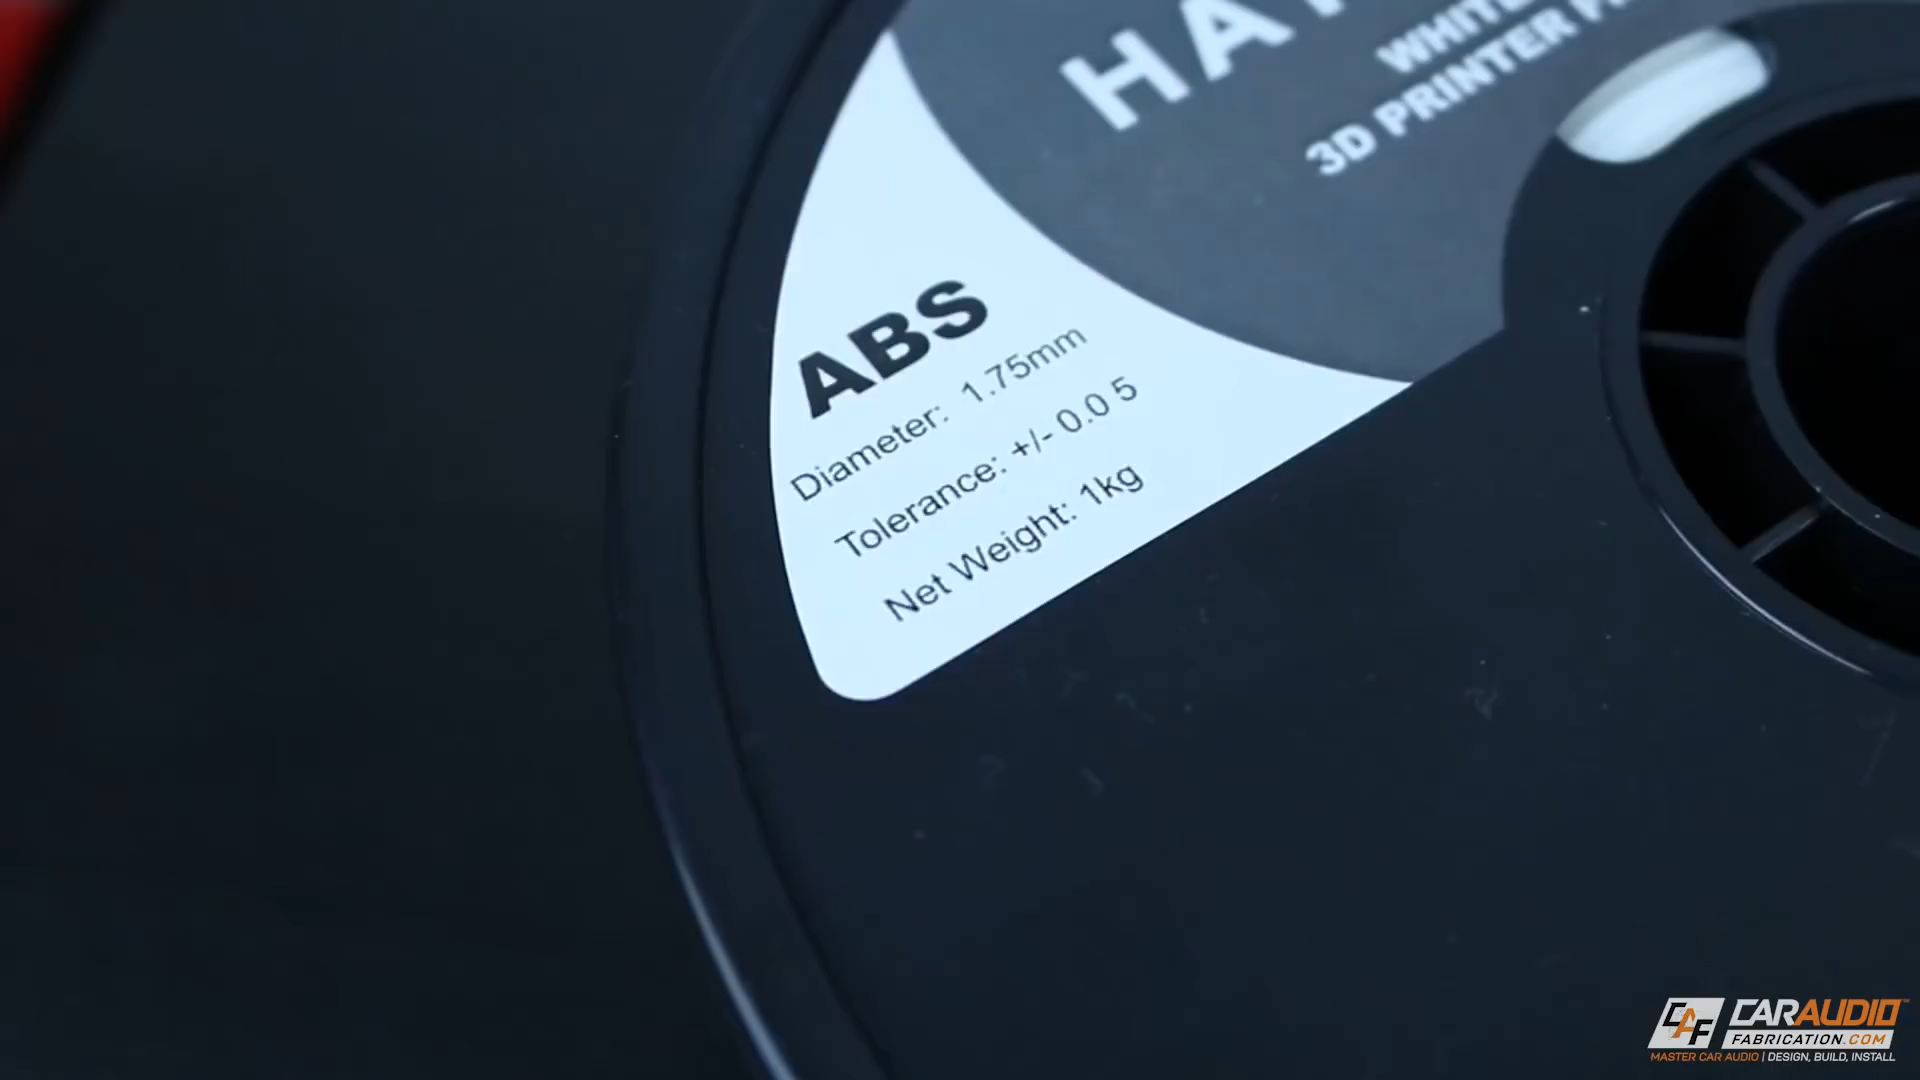 WHITE
3D PRINTER
ABS
Diameter: 1.75mm
Tolerance: +/- 0.0 5
Net Weight: 1kg
CAF
CARAUDIO
FABRICATION.COM
MASTER CAR AUDIO | DESIGN, BUILD, INSTALL